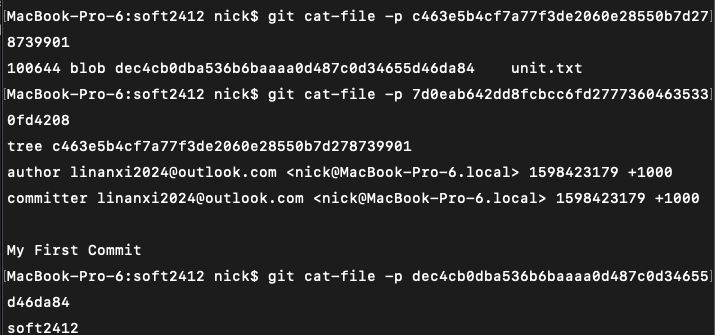 MacBook-Pro-6:soft2412 nick$ git cat-file -p c463e5b4cf7a77f3de2060e28550b7d27
8739901
100644 blob dec4cb0dba536b6baaaa0d487c0d34655d46da84    unit.txt
MacBook-Pro-6:soft2412 nick$ git cat-file -p 7d0eab642dd8fcbcc6fd2777360463533
0fd4208
tree c463e5b4cf7a77f3de2060e28550b7d278739901
author linanxi2024@outlook.com <nick@MacBook-Pro-6.local> 1598423179 +1000
committer linanxi2024@outlook.com <nick@MacBook-Pro-6.local> 1598423179 +1000

My First Commit
MacBook-Pro-6:soft2412 nick$ git cat-file -p dec4cb0dba536b6baaaa0d487c0d34655
d46da84
soft2412